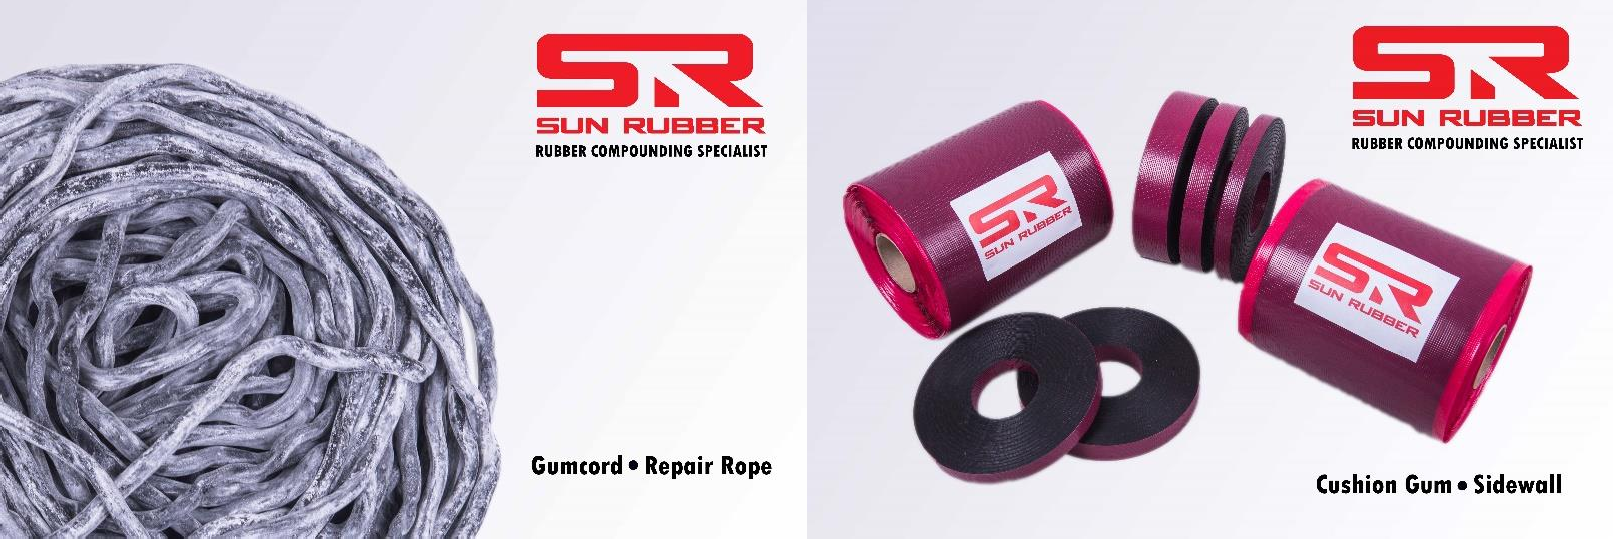 SR
SUN RUBBER
RUBBER COMPOUNDING SPECIALIST
Gumcord • Repair Rope
SR
SUN RUBBER
RUBBER COMPOUNDING SPECIALIST
SR
SUN RUBBER
SR
SUN RUBBER
Cushion Gum • Sidewall